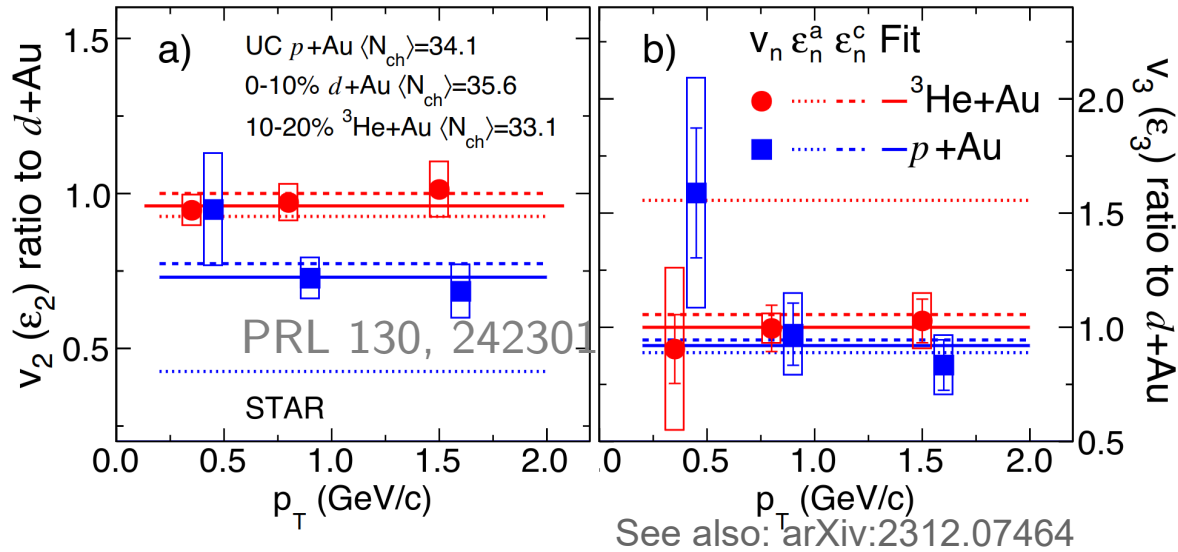 a)
UC p+Au ⟨N_ch⟩=34.1
0-10% d+Au ⟨N_ch⟩=35.6
10-20% ³He+Au ⟨N_ch⟩=33.1
PRL 130, 242301
STAR
v₂ (ε₂) ratio to d+Au
1.5
1.0
0.5
0.0 0.5 1.0 1.5 2.0
p_T (GeV/c)
b)
v_n ε_n^a ε_n^c Fit
³He+Au
p+Au
v₃ (ε₃) ratio to d+Au
2.0
1.5
1.0
0.5
.0 0.5 1.0 1.5 2.0
p_T (GeV/c)
See also: arXiv:2312.07464